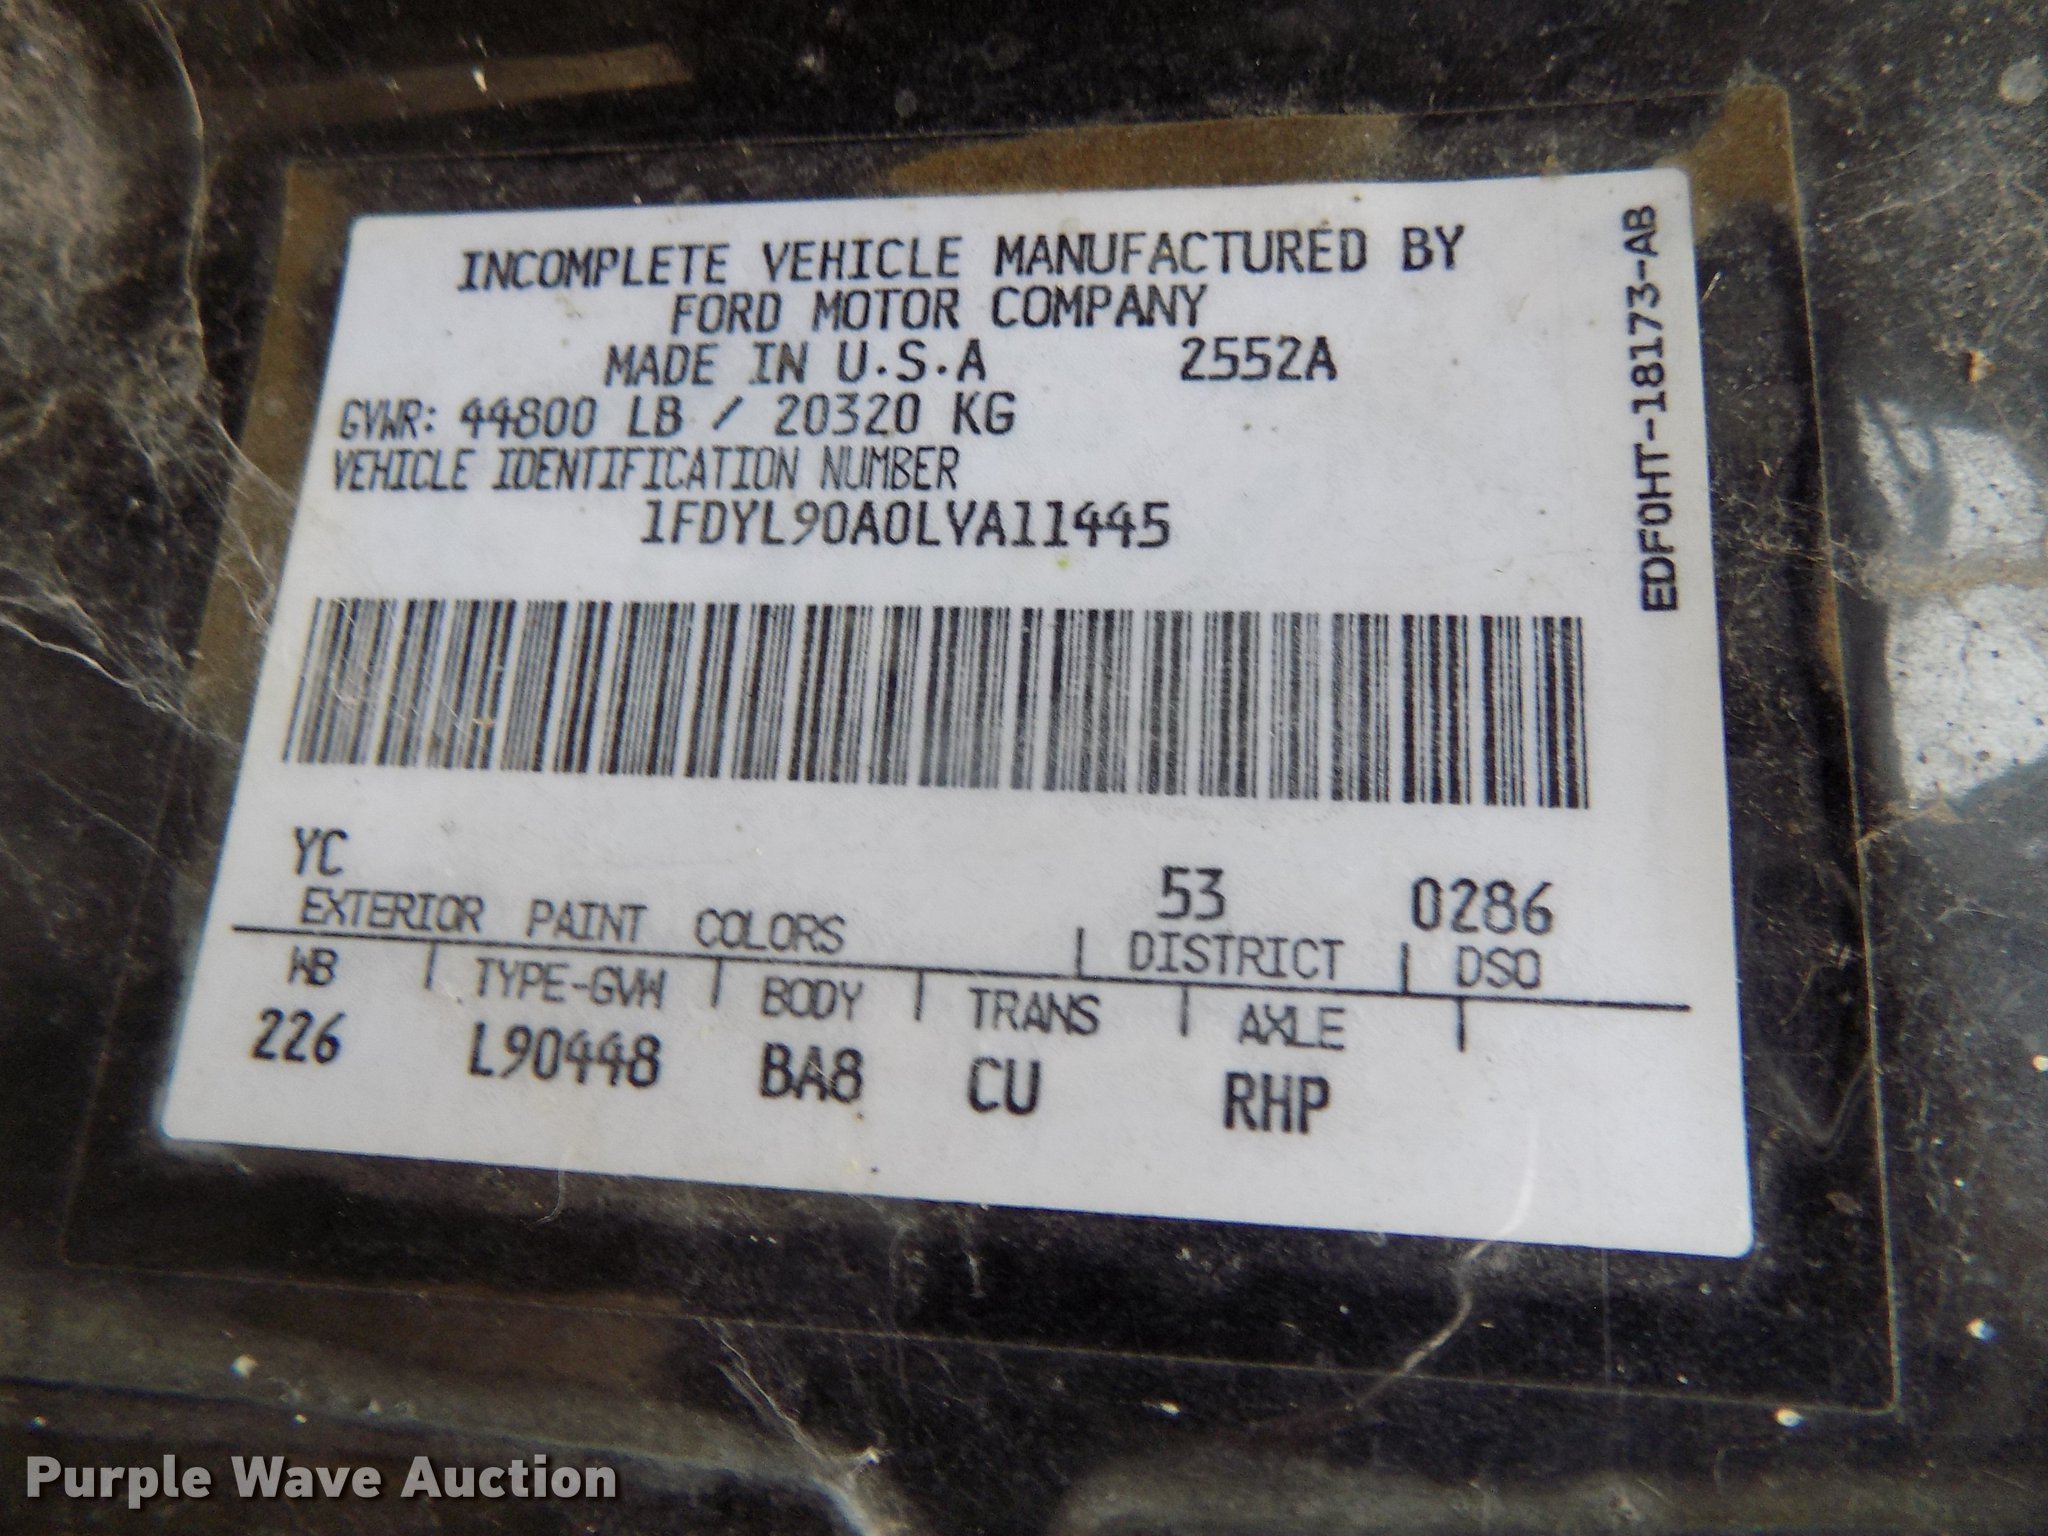 INCOMPLETE VEHICLE MANUFACTURED BY
FORD MOTOR COMPANY
MADE IN U.S.A 2552A
GVWR: 44800 LB / 20320 KG
VEHICLE IDENTIFICATION NUMBER
1FDYL90A0LVA11445
EDF0HT-18173-AB
YC 53 0286
EXTERIOR PAINT COLORS DISTRICT DSO
WB TYPE-GVW BODY TRANS AXLE
226 L90448 BA8 CU RHP
Purple Wave Auction